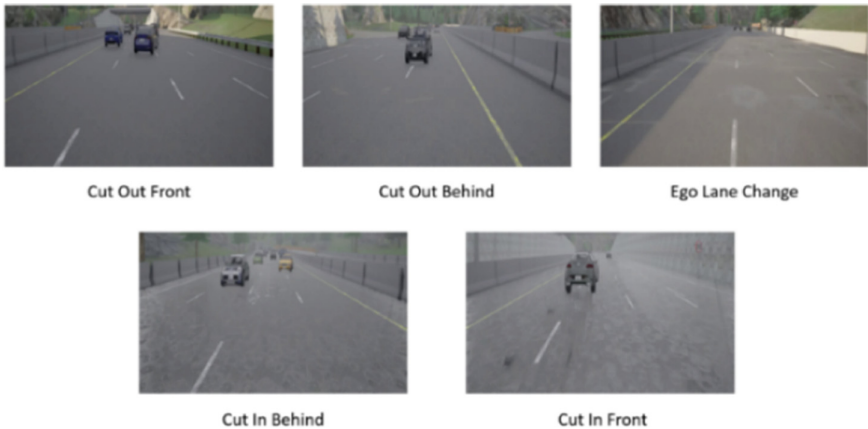 Cut Out Front
Cut Out Behind
Ego Lane Change
Cut In Behind
Cut In Front